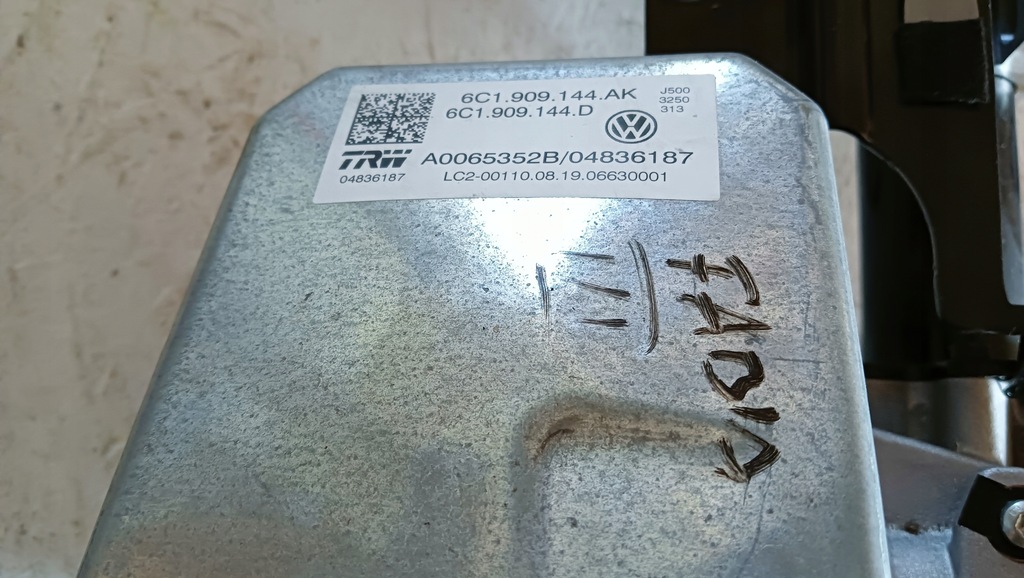 6C1.909.144.AK
6C1.909.144.D
J500
3250
313
TRW
A0065352B/04836187
04836187
LC2-00110.08.19.06630001